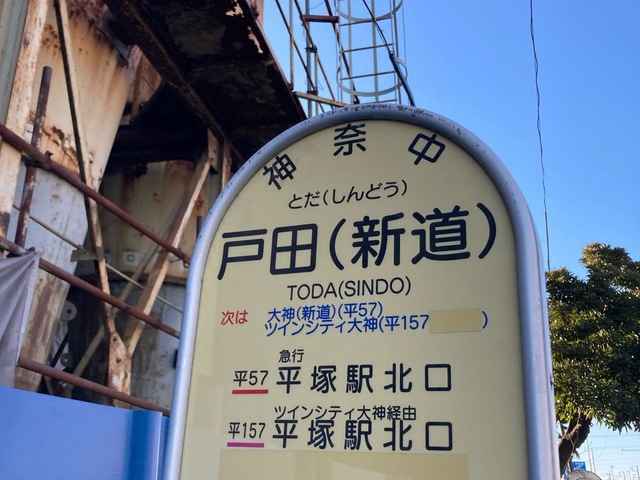 神奈中
とだ(しんどう)
戸田(新道)
TODA(SINDO)
次は 大神(新道)(平57)
ツインシティ大神(平157 )
急行
平57 平塚駅北口
ツインシティ大神経由
平157 平塚駅北口